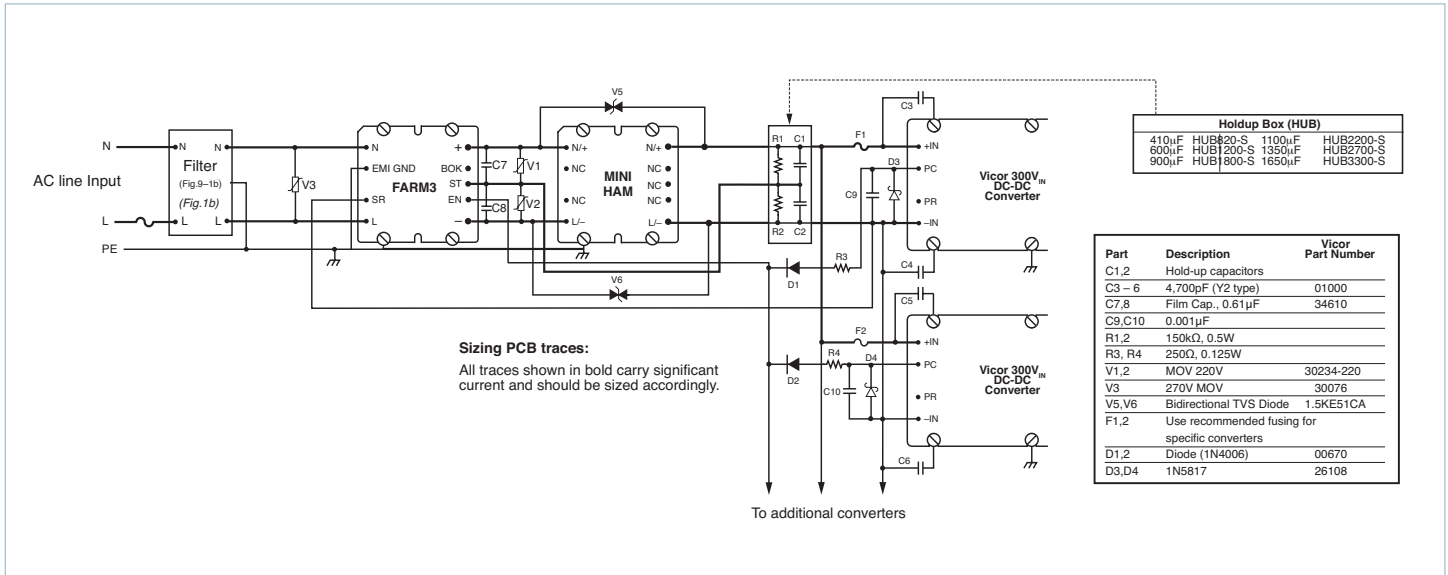 AC line Input
N
L
PE
N
N
Filter
(Fig.9–1b)
(Fig.1b)
L
L
V3
N
EMI GND
SR
L
FARM3
+
BOK
ST
EN
–
C7
C8
V1
V2
V5
V6
N/+
NC
NC
L/–
MINI
HAM
N/+
NC
NC
NC
L/–
R1
C1
R2
C2
F1
C3
+IN
PC
PR
–IN
Vicor 300VIN
DC-DC
Converter
D3
C9
R3
D1
C4
C5
F2
+IN
PC
PR
–IN
Vicor 300VIN
DC-DC
Converter
R4
D4
D2
C10
C6
To additional converters
Sizing PCB traces:
All traces shown in bold carry significant
current and should be sized accordingly.
Holdup Box (HUB)
410μF HUB820-S 1100μF HUB2200-S
600μF HUB1200-S 1350μF HUB2700-S
900μF HUB1800-S 1650μF HUB3300-S
Part Description Vicor Part Number
C1,2 Hold-up capacitors
C3 – 6 4,700pF (Y2 type) 01000
C7,8 Film Cap., 0.61μF 34610
C9,C10 0.001μF
R1,2 150kΩ, 0.5W
R3, R4 250Ω, 0.125W
V1,2 MOV 220V 30234-220
V3 270V MOV 30076
V5,V6 Bidirectional TVS Diode 1.5KE51CA
F1,2 Use recommended fusing for
specific converters
D1,2 Diode (1N4006) 00670
D3,D4 1N5817 26108